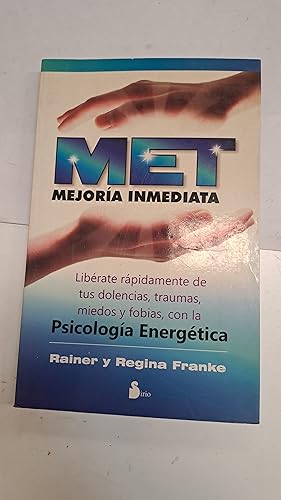 MET
MEJORÍA INMEDIATA
Libérate rápidamente de
tus dolencias, traumas,
miedos y fobias, con la
Psicología Energética
Rainer y Regina Franke
Sirio